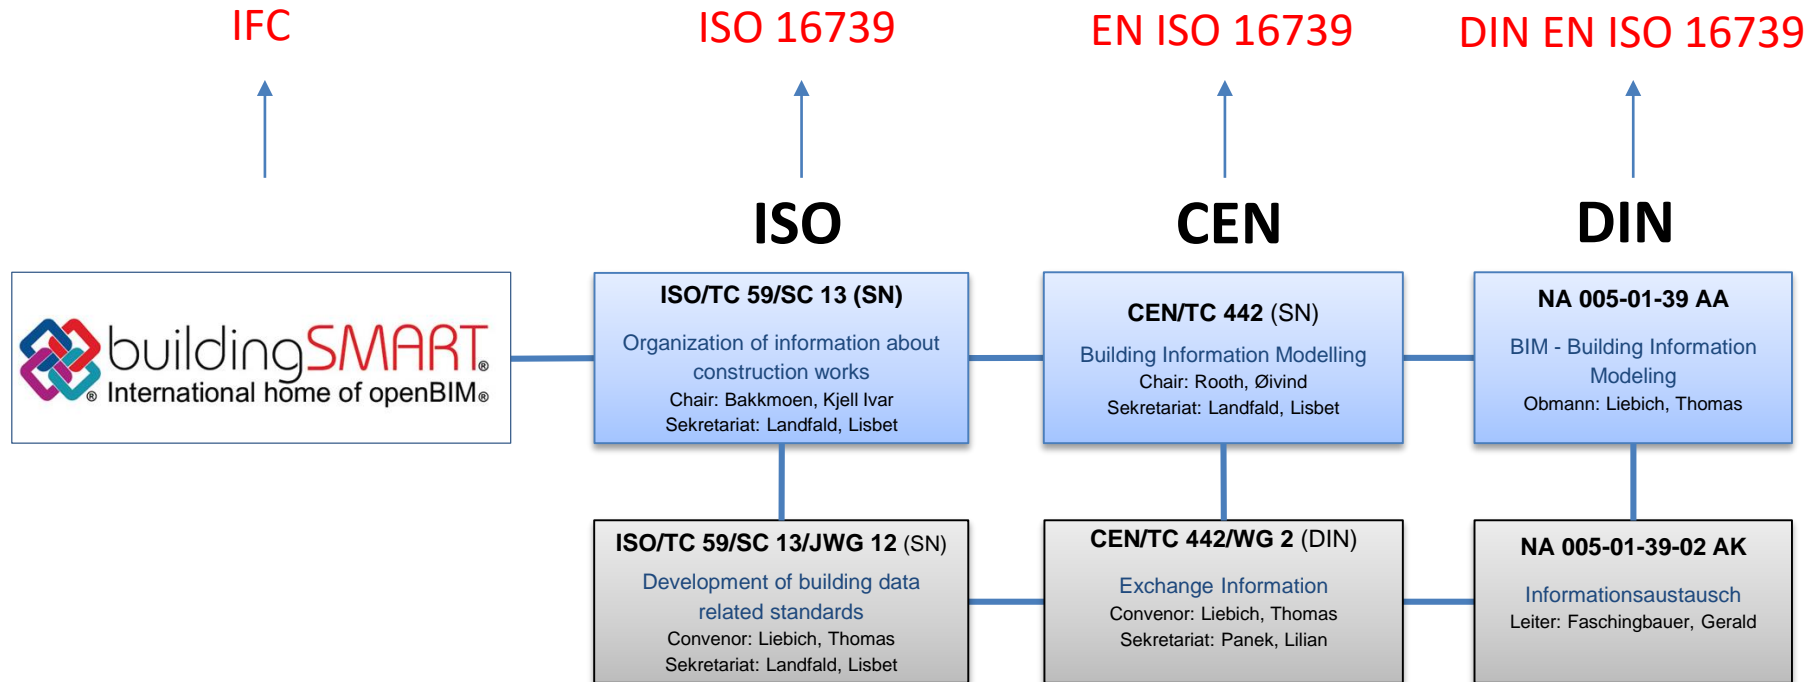 IFC
ISO 16739
EN ISO 16739
DIN EN ISO 16739
ISO
CEN
DIN
buildingSMART®
® International home of openBIM®
ISO/TC 59/SC 13 (SN)
Organization of information about
construction works
Chair: Bakkmoen, Kjell Ivar
Sekretariat: Landfald, Lisbet
CEN/TC 442 (SN)
Building Information Modelling
Chair: Rooth, Øivind
Sekretariat: Landfald, Lisbet
NA 005-01-39 AA
BIM - Building Information
Modeling
Obmann: Liebich, Thomas
ISO/TC 59/SC 13/JWG 12 (SN)
Development of building data
related standards
Convenor: Liebich, Thomas
Sekretariat: Landfald, Lisbet
CEN/TC 442/WG 2 (DIN)
Exchange Information
Convenor: Liebich, Thomas
Sekretariat: Panek, Lilian
NA 005-01-39-02 AK
Informationsaustausch
Leiter: Faschingbauer, Gerald